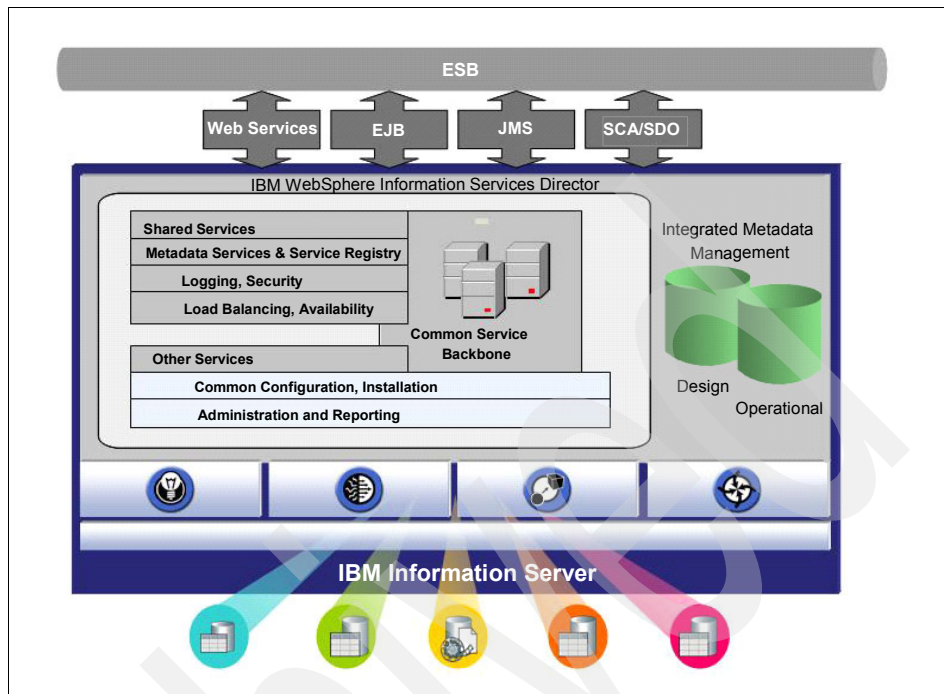 ESB
Web Services
EJB
JMS
SCA/SDO
IBM WebSphere Information Services Director
Shared Services
Metadata Services & Service Registry
Logging, Security
Load Balancing, Availability
Common Service
Backbone
Other Services
Common Configuration, Installation
Administration and Reporting
Integrated Metadata
Management
Design
Operational
IBM Information Server